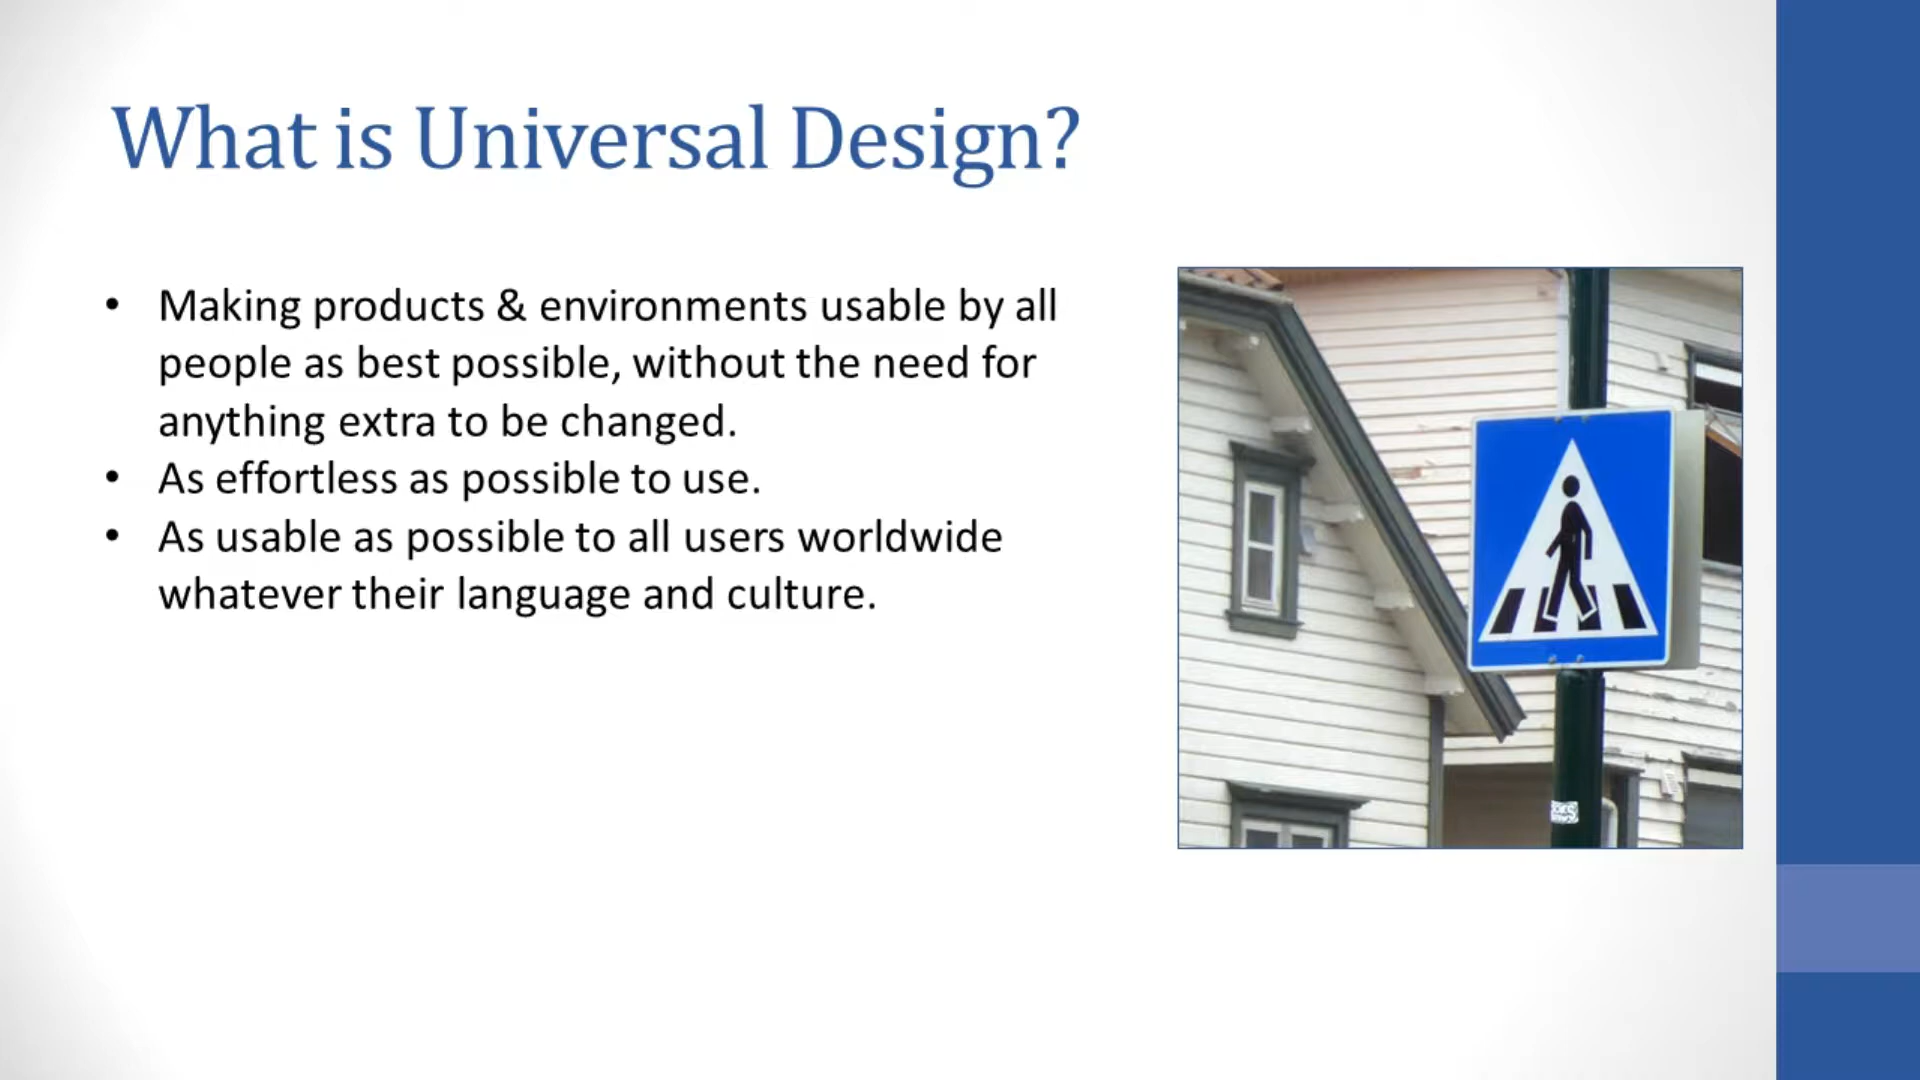 What is Universal Design?
• Making products & environments usable by all
people as best possible, without the need for
anything extra to be changed.
• As effortless as possible to use.
• As usable as possible to all users worldwide
whatever their language and culture.